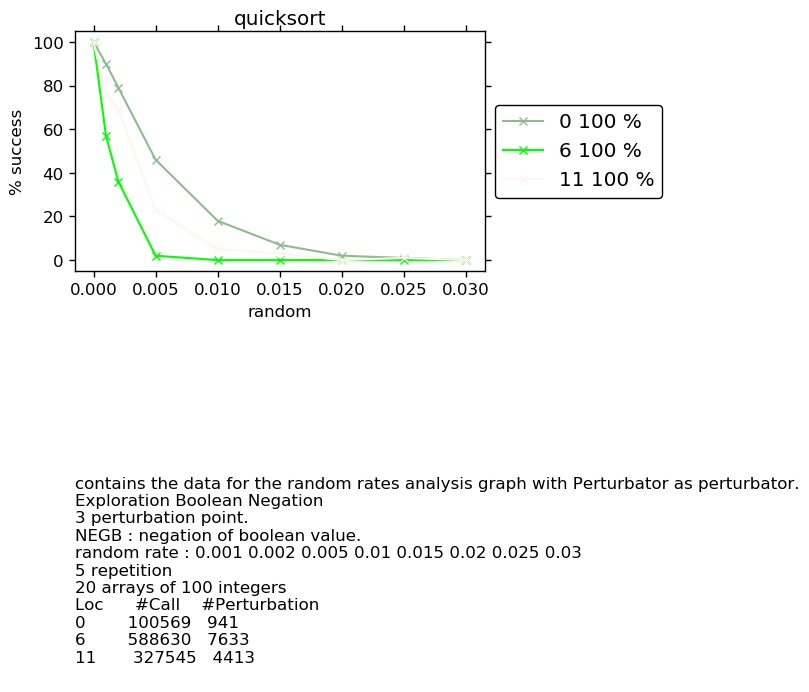 quicksort
100
80
60
40
20
0
% success
0.000 0.005 0.010 0.015 0.020 0.025 0.030
random
0 100 %
6 100 %
11 100 %
contains the data for the random rates analysis graph with Perturbator as perturbator.
Exploration Boolean Negation
3 perturbation point.
NEGB : negation of boolean value.
random rate : 0.001 0.002 0.005 0.01 0.015 0.02 0.025 0.03
5 repetition
20 arrays of 100 integers
Loc #Call #Perturbation
0 100569 941
6 588630 7633
11 327545 4413